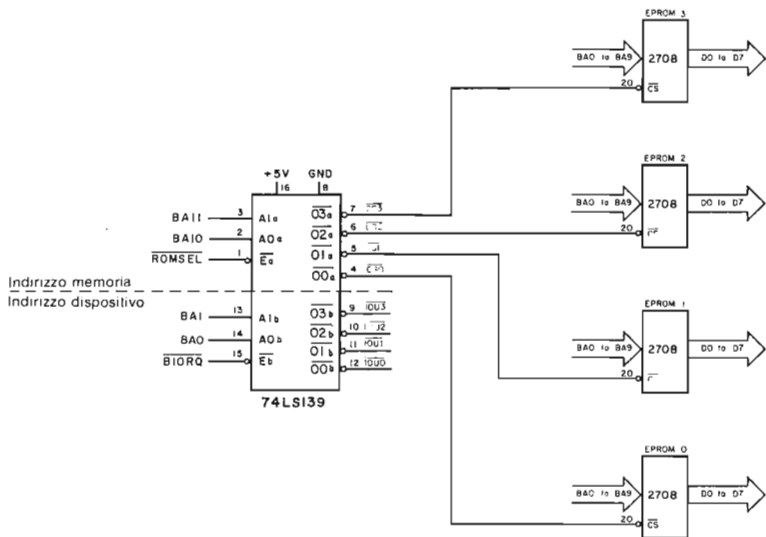 EPROM 3
BA0 to BA9
2708
D0 to D7
20
CS
EPROM 2
BA0 to BA9
2708
D0 to D7
20
+5V GND
16 8
BA11 3 A1a
BA10 2 A0a
ROMSEL 1 Ea
O3a 7
O2a 6
O1a 5
O0a 4
Indirizzo memoria
Indirizzo dispositivo
BA1 13 A1b
BA0 14 A0b
BIORQ 15 Eb
O3b 9 IOU3
O2b 10
O1b 11 IOU1
O0b 12 IOU0
74LS139
EPROM 1
BA0 to BA9
2708
D0 to D7
20
EPROM 0
BA0 to BA9
2708
D0 to D7
20
CS